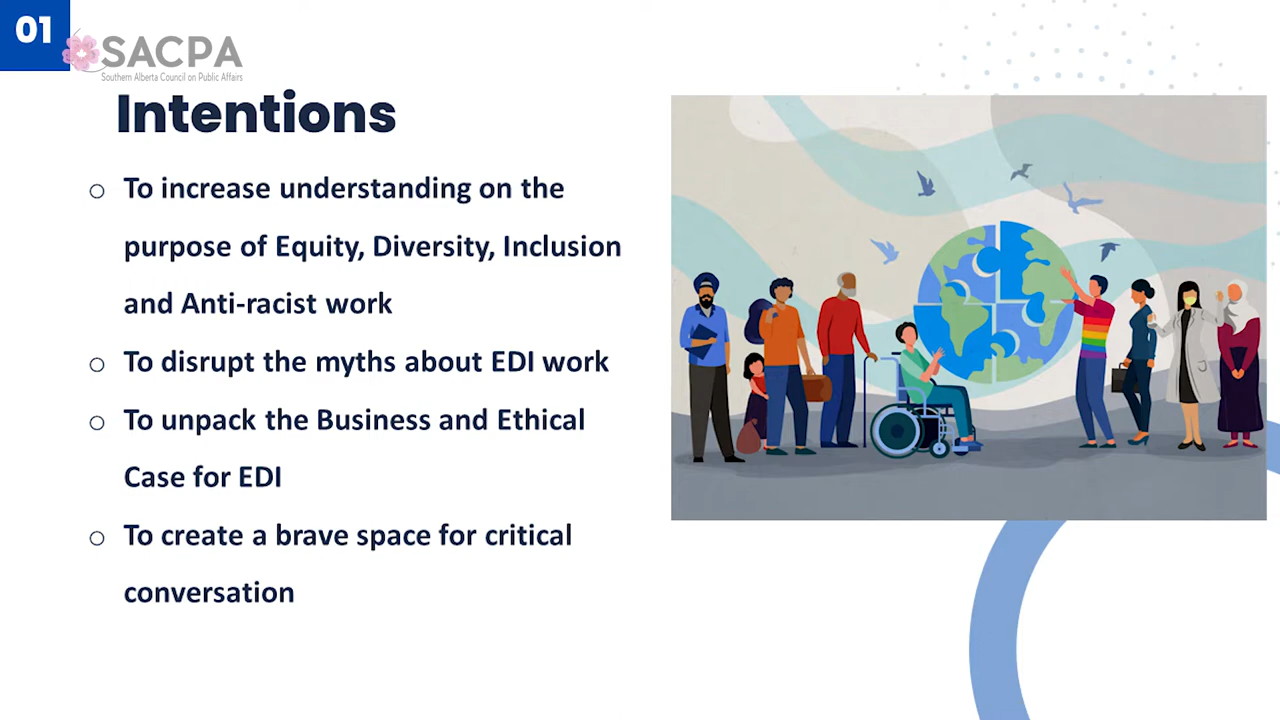 01
SACPA
Southern Alberta Council on Public Affairs
Intentions
To increase understanding on the
purpose of Equity, Diversity, Inclusion
and Anti-racist work
To disrupt the myths about EDI work
To unpack the Business and Ethical
Case for EDI
To create a brave space for critical
conversation